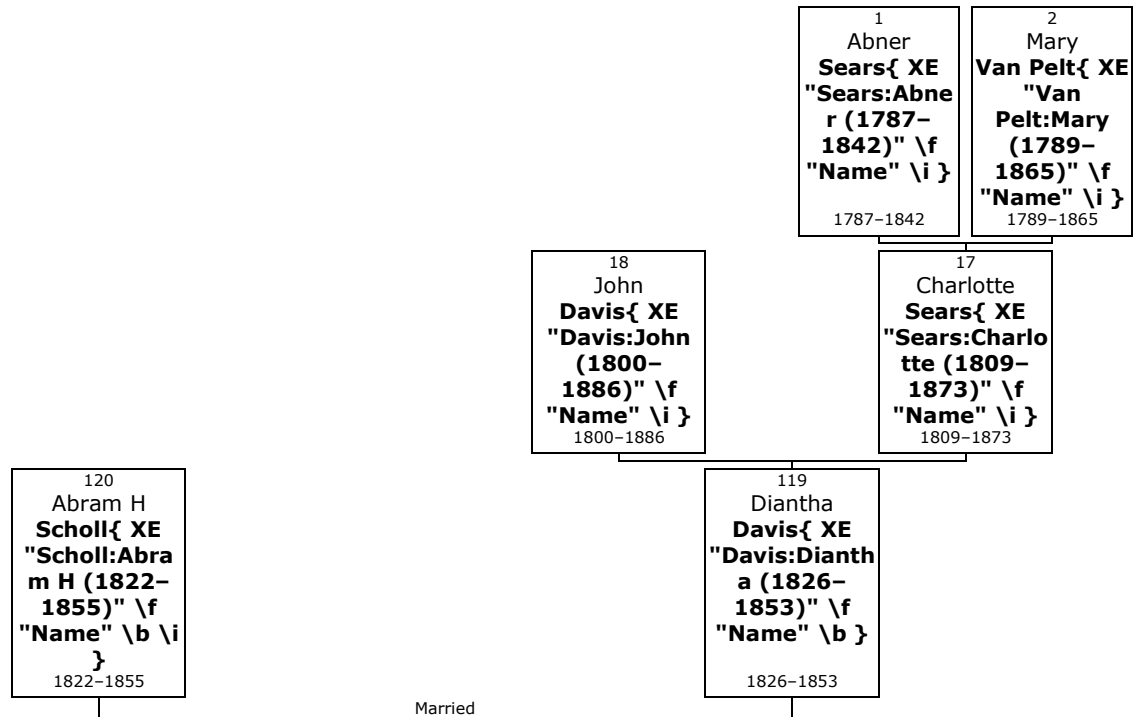 1
Abner
Sears{ XE
"Sears:Abne
r (1787–
1842)" \f
"Name" \i }
1787–1842
2
Mary
Van Pelt{ XE
"Van
Pelt:Mary
(1789–
1865)" \f
"Name" \i }
1789–1865
18
John
Davis{ XE
"Davis:John
(1800–
1886)" \f
"Name" \i }
1800–1886
17
Charlotte
Sears{ XE
"Sears:Charlo
tte (1809–
1873)" \f
"Name" \i }
1809–1873
120
Abram H
Scholl{ XE
"Scholl:Abra
m H (1822–
1855)" \f
"Name" \b \i
}
1822–1855
119
Diantha
Davis{ XE
"Davis:Dianth
a (1826–
1853)" \f
"Name" \b }
1826–1853
Married